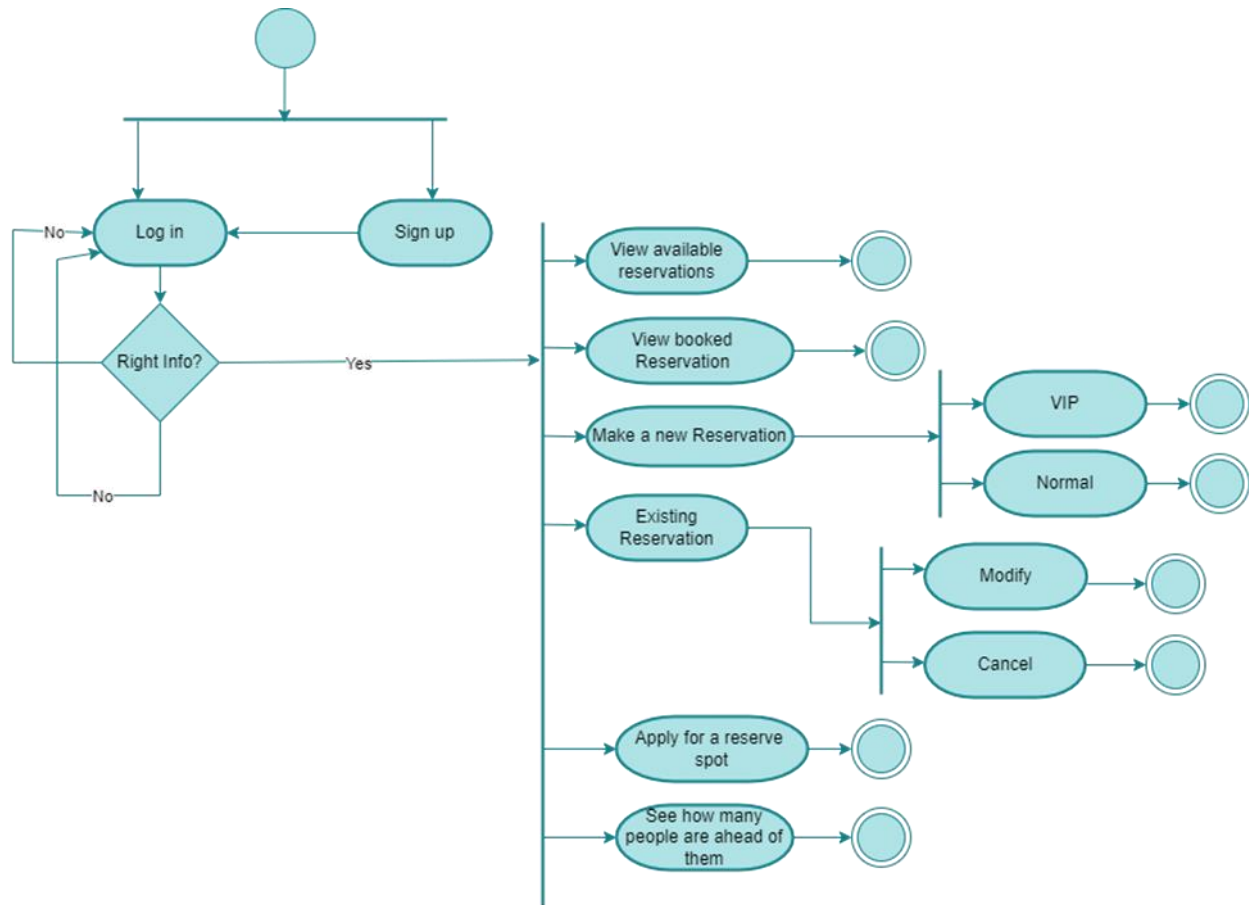 Log in
Sign up
No
Right Info?
Yes
No
View available
reservations
View booked
Reservation
Make a new Reservation
VIP
Normal
Existing
Reservation
Modify
Cancel
Apply for a reserve
spot
See how many
people are ahead of
them